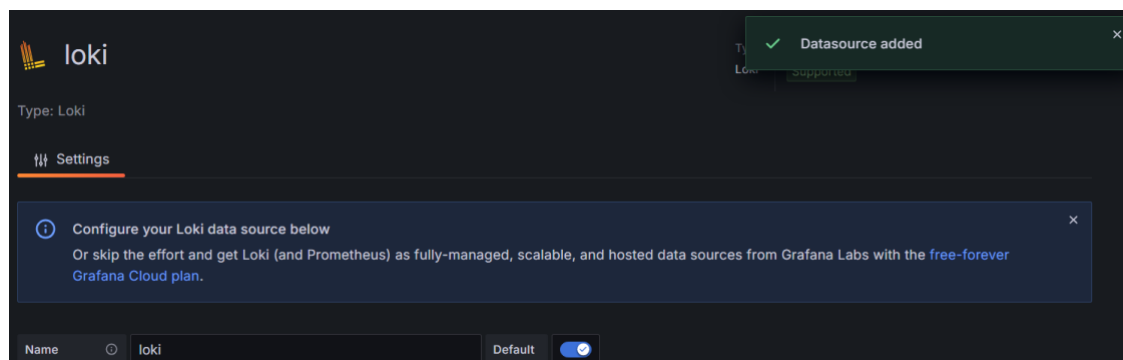 loki
Datasource added
Loki
Supported
Type: Loki
Settings
Configure your Loki data source below
Or skip the effort and get Loki (and Prometheus) as fully-managed, scalable, and hosted data sources from Grafana Labs with the free-forever
Grafana Cloud plan.
Name
loki
Default